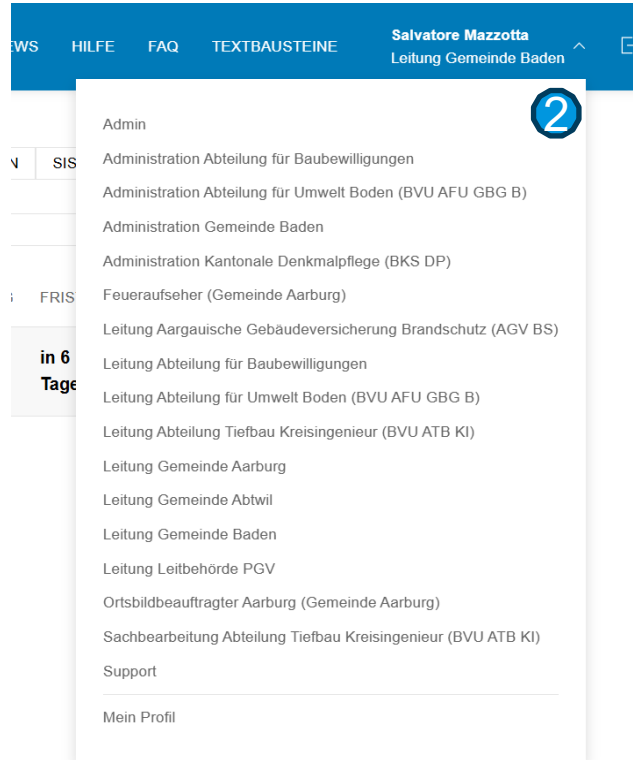 EWS HILFE FAQ TEXTBAUSTEINE Salvatore Mazzotta
Leitung Gemeinde Baden
2
Admin
N SIS Administration Abteilung für Baubewilligungen
Administration Abteilung für Umwelt Boden (BVU AFU GBG B)
Administration Gemeinde Baden
Administration Kantonale Denkmalpflege (BKS DP)
FRIS Feueraufseher (Gemeinde Aarburg)
Leitung Aargauische Gebäudeversicherung Brandschutz (AGV BS)
in 6 Leitung Abteilung für Baubewilligungen
Tage Leitung Abteilung für Umwelt Boden (BVU AFU GBG B)
Leitung Abteilung Tiefbau Kreisingenieur (BVU ATB KI)
Leitung Gemeinde Aarburg
Leitung Gemeinde Abtwil
Leitung Gemeinde Baden
Leitung Leitbehörde PGV
Ortsbildbeauftragter Aarburg (Gemeinde Aarburg)
Sachbearbeitung Abteilung Tiefbau Kreisingenieur (BVU ATB KI)
Support
Mein Profil